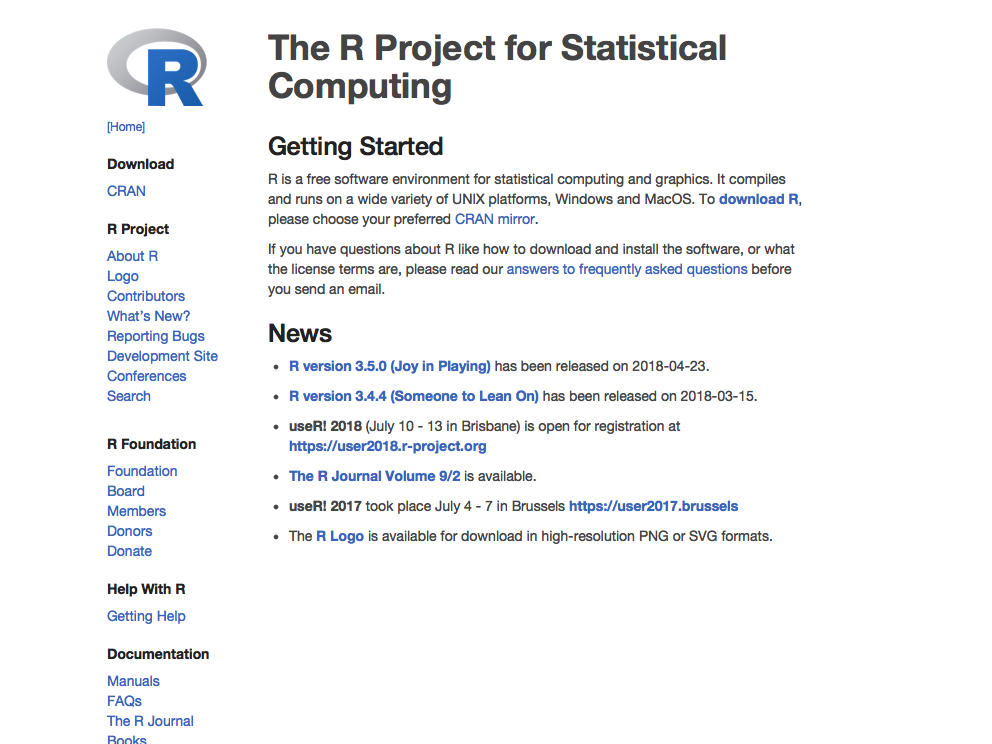 R
[Home]
Download
CRAN
R Project
About R
Logo
Contributors
What's New?
Reporting Bugs
Development Site
Conferences
Search
R Foundation
Foundation
Board
Members
Donors
Donate
Help With R
Getting Help
Documentation
Manuals
FAQs
The R Journal
Books
The R Project for Statistical
Computing
Getting Started
R is a free software environment for statistical computing and graphics. It compiles
and runs on a wide variety of UNIX platforms, Windows and MacOS. To download R,
please choose your preferred CRAN mirror.
If you have questions about R like how to download and install the software, or what
the license terms are, please read our answers to frequently asked questions before
you send an email.
News
• R version 3.5.0 (Joy in Playing) has been released on 2018-04-23.
• R version 3.4.4 (Someone to Lean On) has been released on 2018-03-15.
• useR! 2018 (July 10 - 13 in Brisbane) is open for registration at
https://user2018.r-project.org
• The R Journal Volume 9/2 is available.
• useR! 2017 took place July 4 - 7 in Brussels https://user2017.brussels
• The R Logo is available for download in high-resolution PNG or SVG formats.